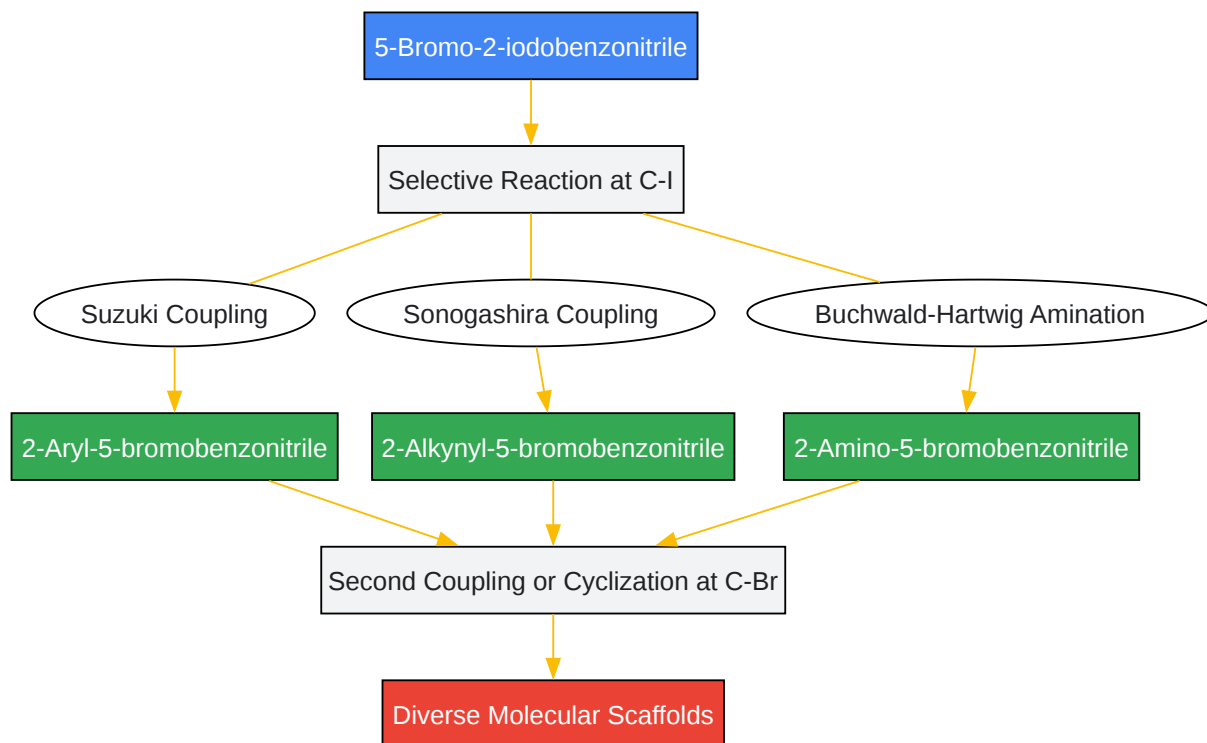 5-Bromo-2-iodobenzonitrile
Selective Reaction at C-I
Suzuki Coupling
Sonogashira Coupling
Buchwald-Hartwig Amination
2-Aryl-5-bromobenzonitrile
2-Alkynyl-5-bromobenzonitrile
2-Amino-5-bromobenzonitrile
Second Coupling or Cyclization at C-Br
Diverse Molecular Scaffolds